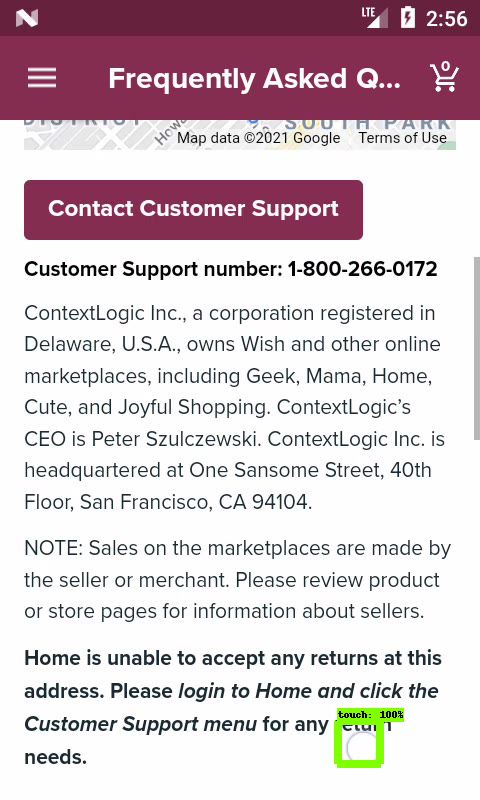 LTE 2:56
Frequently Asked Q... 0
SOUTH PARK
Map data ©2021 Google Terms of Use
Contact Customer Support
Customer Support number: 1-800-266-0172
ContextLogic Inc., a corporation registered in
Delaware, U.S.A., owns Wish and other online
marketplaces, including Geek, Mama, Home,
Cute, and Joyful Shopping. ContextLogic’s
CEO is Peter Szulczewski. ContextLogic Inc. is
headquartered at One Sansome Street, 40th
Floor, San Francisco, CA 94104.
NOTE: Sales on the marketplaces are made by
the seller or merchant. Please review product
or store pages for information about sellers.
Home is unable to accept any returns at this
address. Please login to Home and click the
touch: 100%
Customer Support menu for any return
needs.